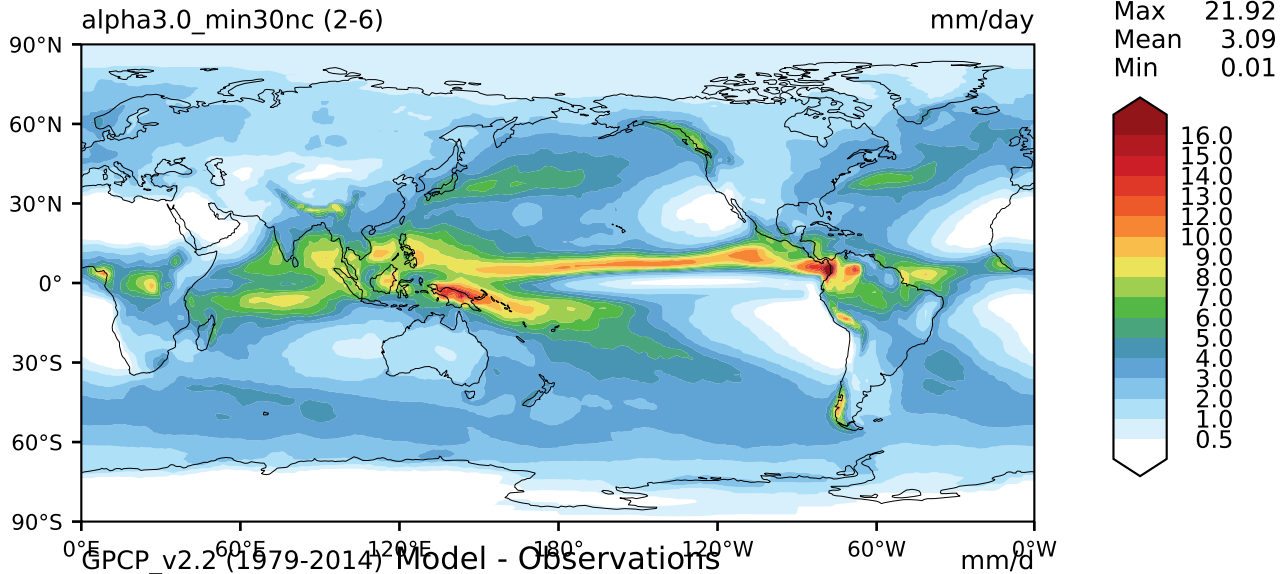 alpha3.0_min30nc (2-6) mm/day
Max 21.92
Mean 3.09
Min 0.01
90°N
60°N
30°N
0°
30°S
60°S
90°S
16.0
15.0
14.0
13.0
12.0
10.0
9.0
8.0
7.0
6.0
5.0
4.0
3.0
2.0
1.0
0.5
0°E 60°E 120°E 180° 120°W 60°W 0°W
GPCP_v2.2 (1979-2014) Model - Observations mm/d